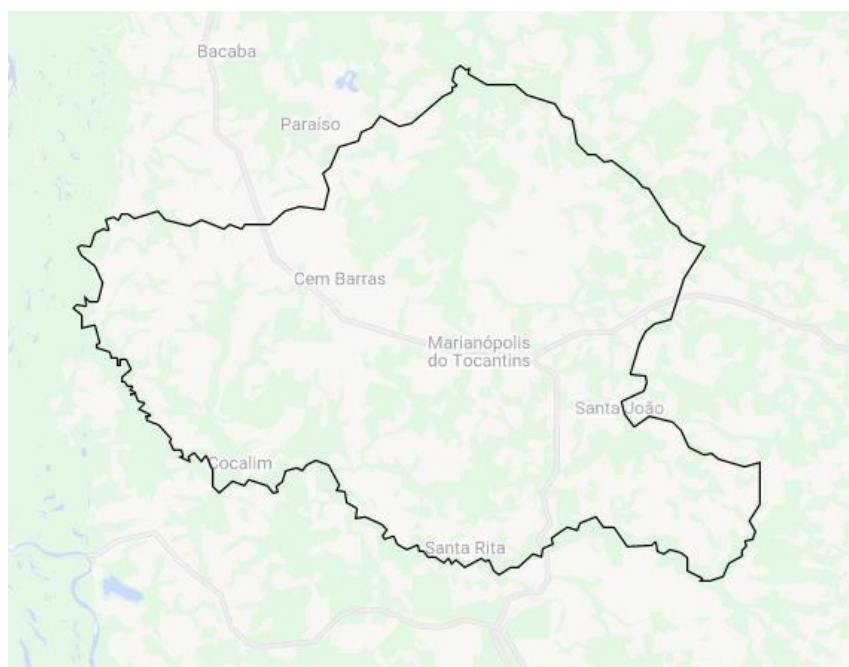 Bacaba
Paraíso
Cem Barras
Marianópolis
do Tocantins
Santa João
Cocalim
Santa Rita